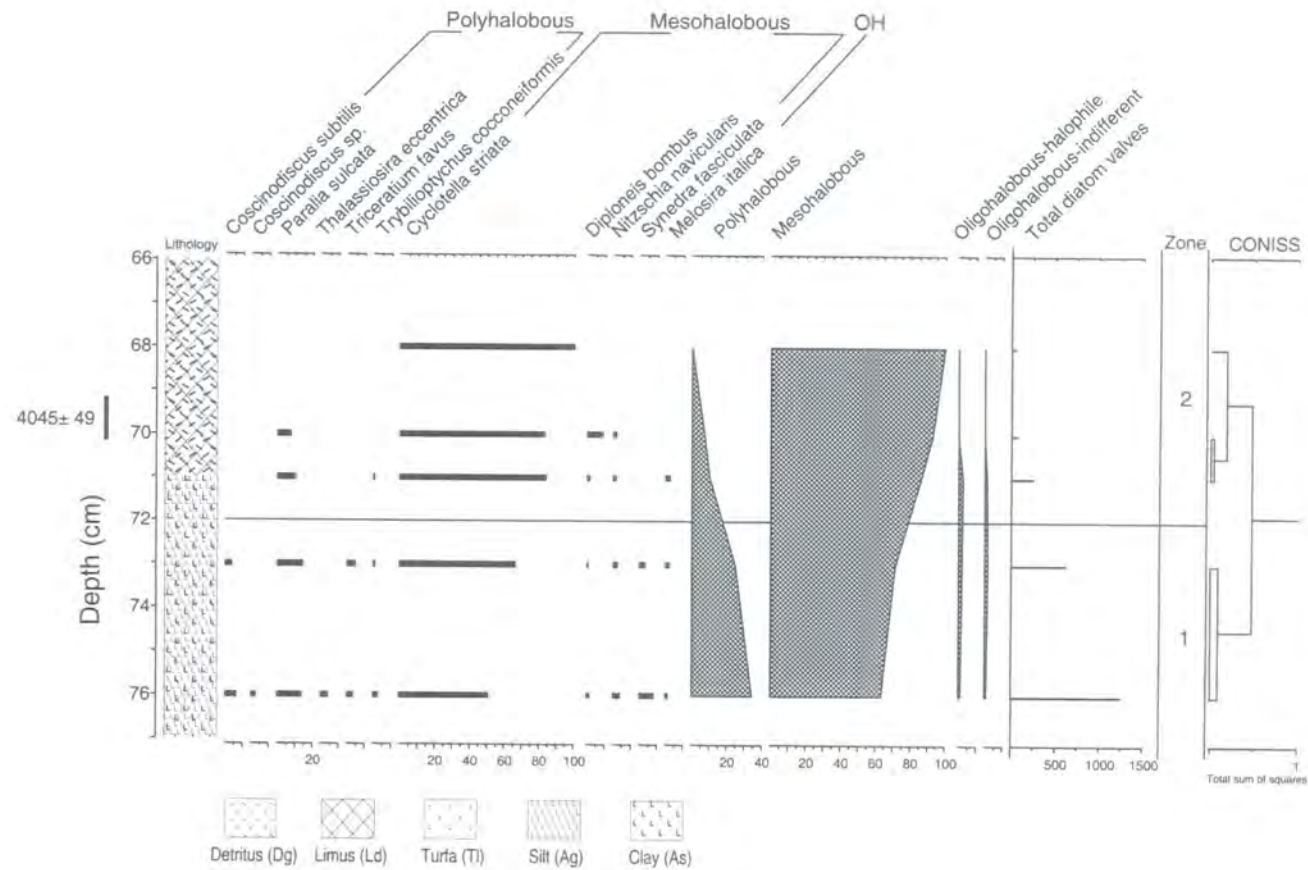 Polyhalobous Mesohalobous OH
Coscinodiscus subtilis
Coscinodiscus sp.
Paralia sulcata
Thalassiosira eccentrica
Triceratium favus
Tryblioptychus cocconeiformis
Cyclotella striata
Diploneis bombus
Nitzschia navicularis
Synedra fasciculata
Melosira italica
Polyhalobous
Mesohalobous
Oligohalobous-halophile
Oligohalobous-indifferent
Total diatom valves
Lithology Zone CONISS
66
68
4045± 49
70
72
74
76
Depth (cm)
2
1
20 20 40 60 80 100 20 40 20 40 60 80 100 500 1000 1500
Total sum of squares
Detritus (Dg) Limus (Ld) Turfa (Tl) Silt (Ag) Clay (As)